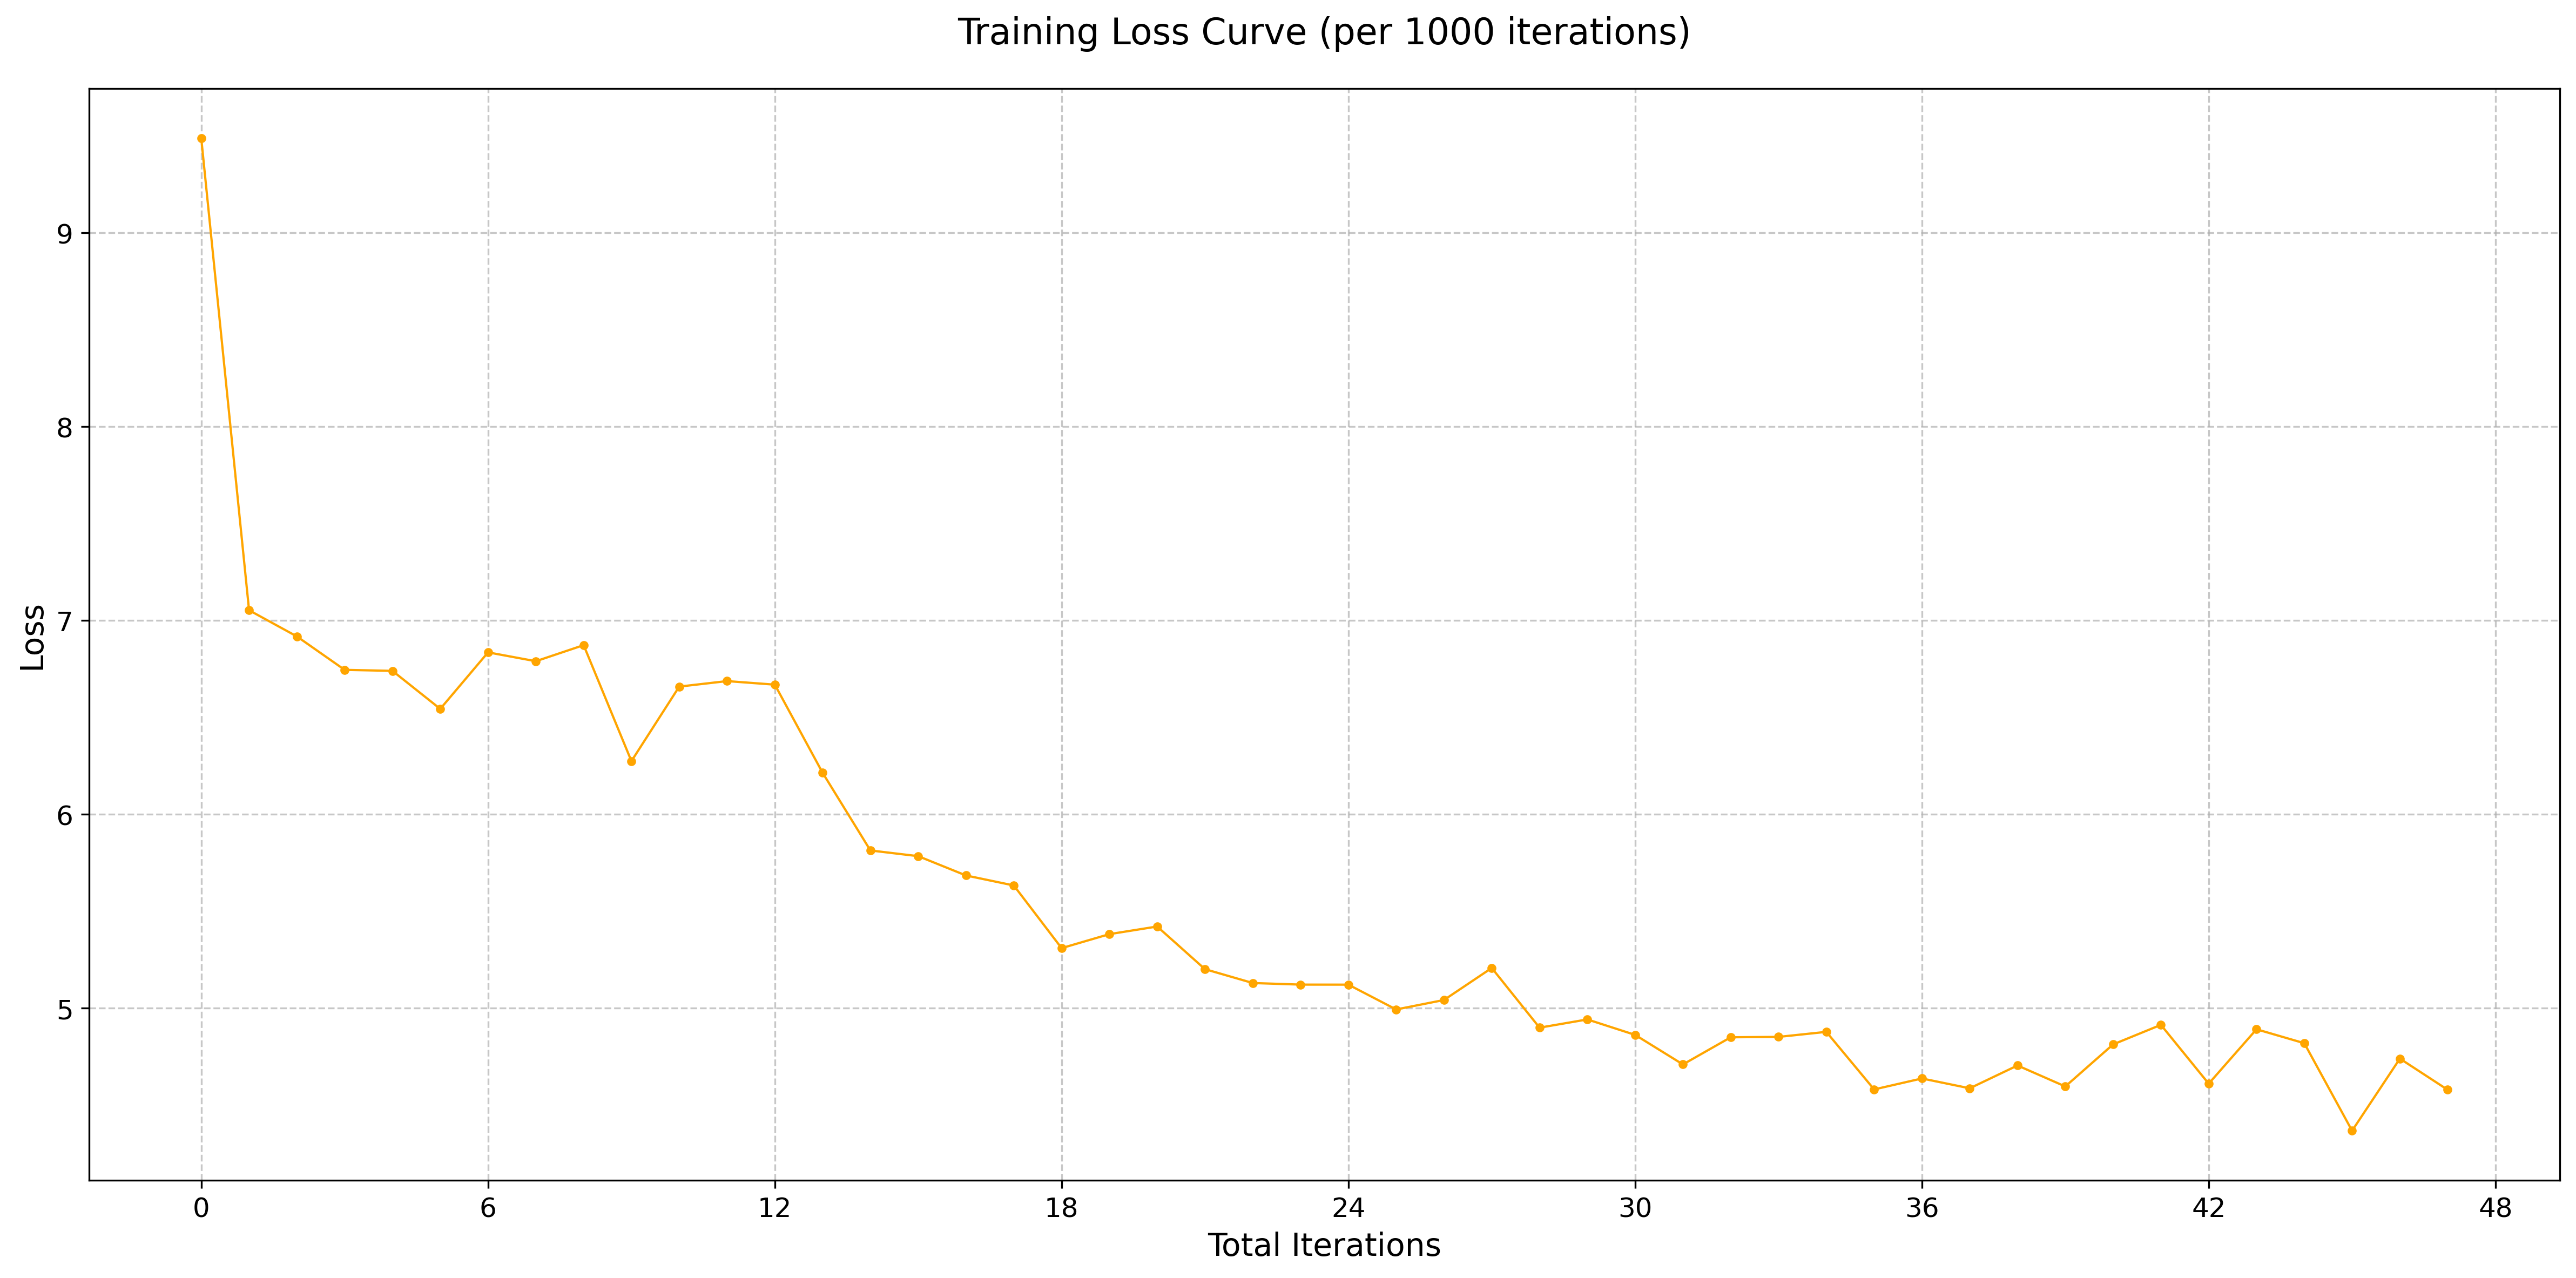 Training Loss Curve (per 1000 iterations)
9
8
7
6
5
Loss
0 6 12 18 24 30 36 42 48
Total Iterations